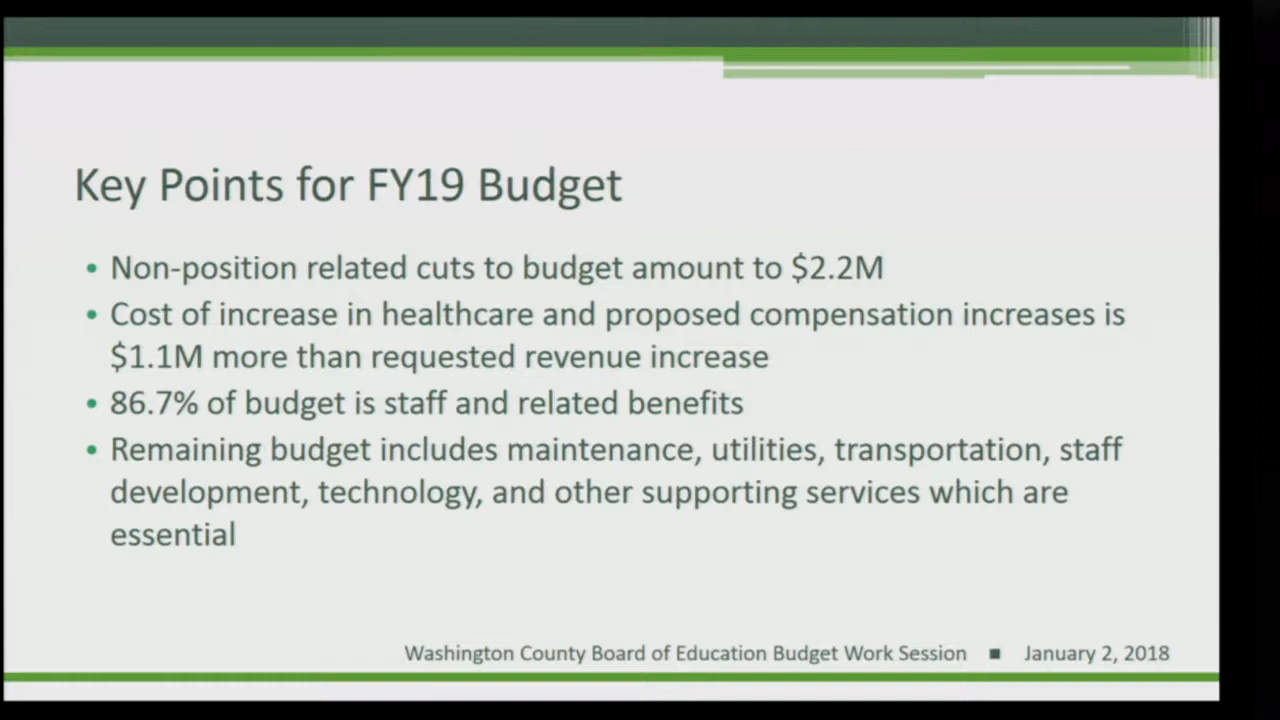 Key Points for FY19 Budget
• Non-position related cuts to budget amount to $2.2M
• Cost of increase in healthcare and proposed compensation increases is
$1.1M more than requested revenue increase
• 86.7% of budget is staff and related benefits
• Remaining budget includes maintenance, utilities, transportation, staff
development, technology, and other supporting services which are
essential
Washington County Board of Education Budget Work Session ■ January 2, 2018